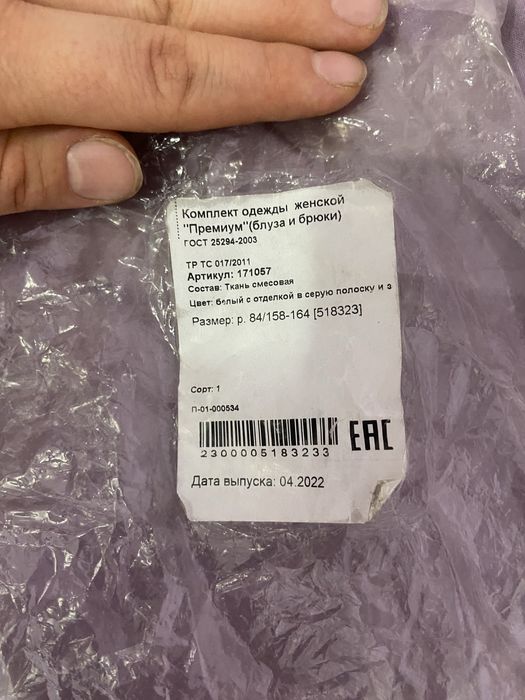 Комплект одежды женской
"Премиум"(блуза и брюки)
ГОСТ 25294-2003
ТР ТС 017/2011
Артикул: 171057
Состав: Ткань смесовая
Цвет: белый с отделкой в серую полоску и з
Размер: р. 84/158-164 [518323]
Сорт: 1
П-01-000534
2300005183233
EAC
Дата выпуска: 04.2022